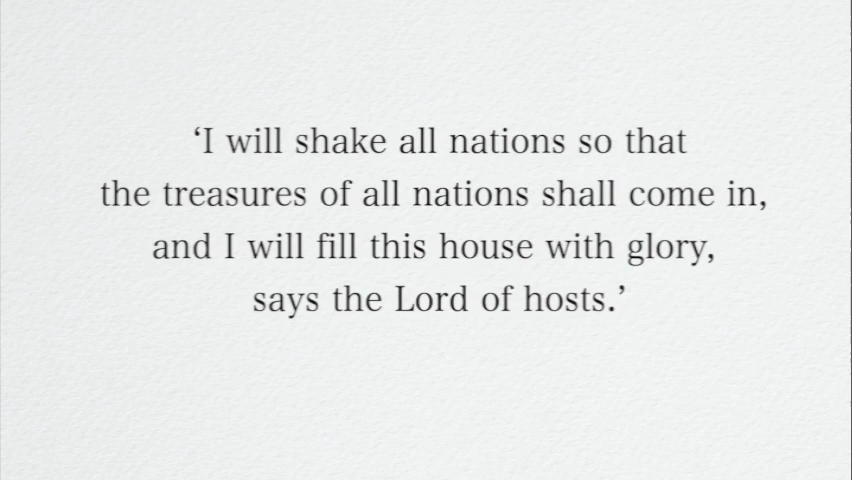 ‘I will shake all nations so that
the treasures of all nations shall come in,
and I will fill this house with glory,
says the Lord of hosts.’